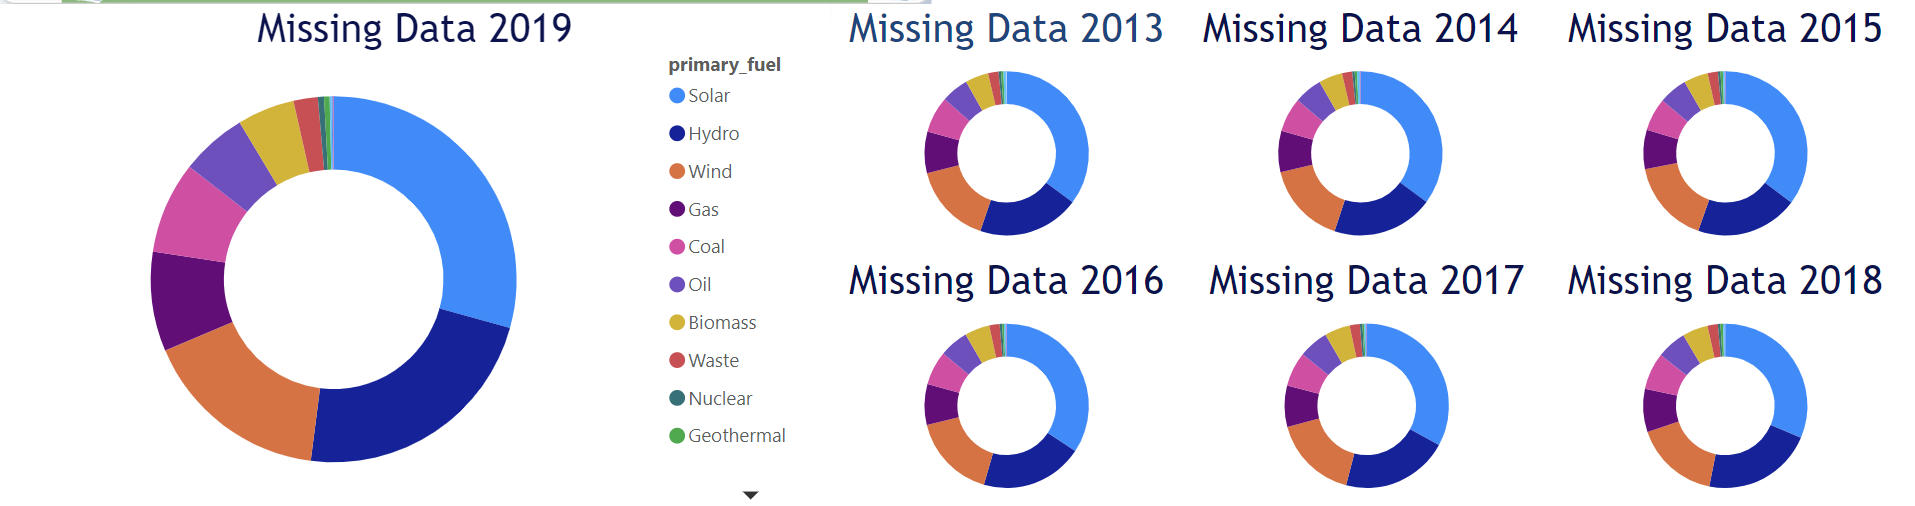 Missing Data 2019
primary_fuel
Solar
Hydro
Wind
Gas
Coal
Oil
Biomass
Waste
Nuclear
Geothermal
Missing Data 2013
Missing Data 2014
Missing Data 2015
Missing Data 2016
Missing Data 2017
Missing Data 2018